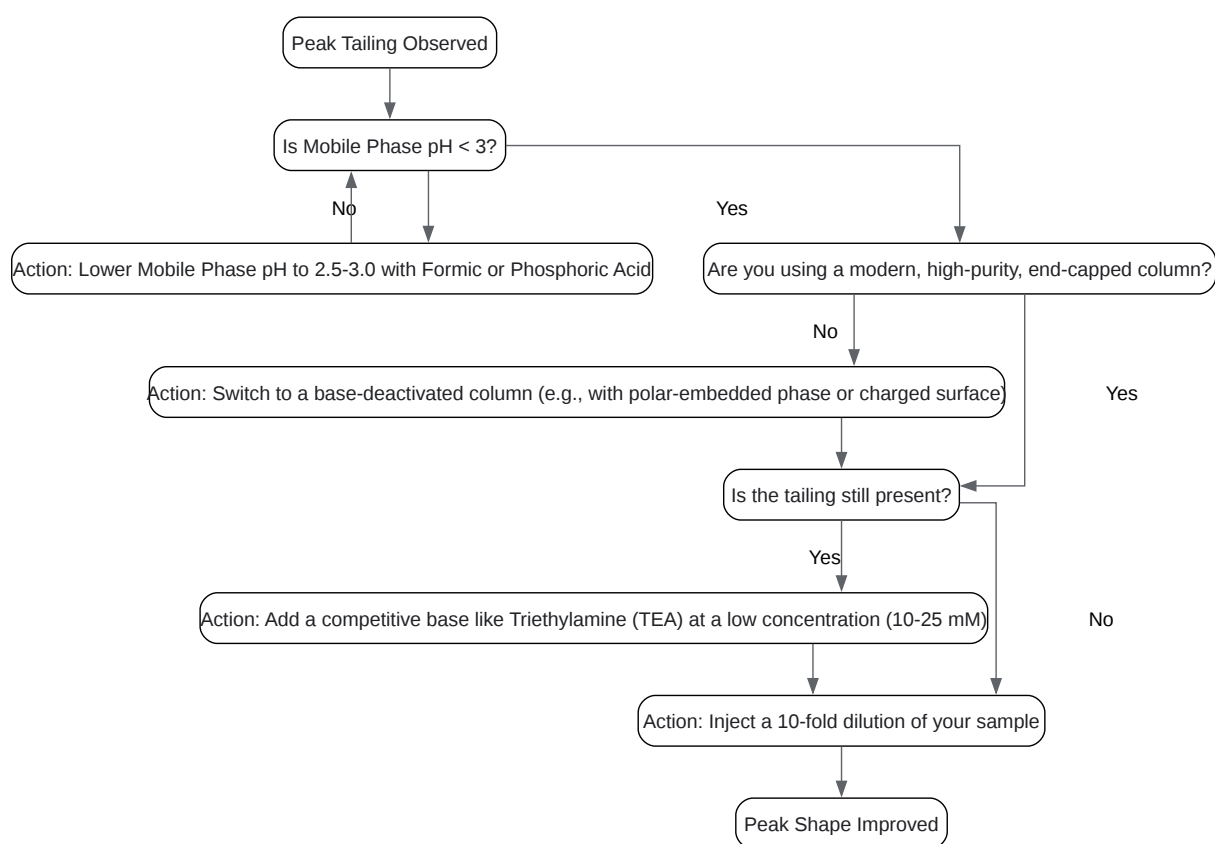 Peak Tailing Observed
Is Mobile Phase pH < 3?
No
Yes
Action: Lower Mobile Phase pH to 2.5-3.0 with Formic or Phosphoric Acid
Are you using a modern, high-purity, end-capped column?
No
Action: Switch to a base-deactivated column (e.g., with polar-embedded phase or charged surface)
Yes
Is the tailing still present?
Yes
Action: Add a competitive base like Triethylamine (TEA) at a low concentration (10-25 mM)
No
Action: Inject a 10-fold dilution of your sample
Peak Shape Improved